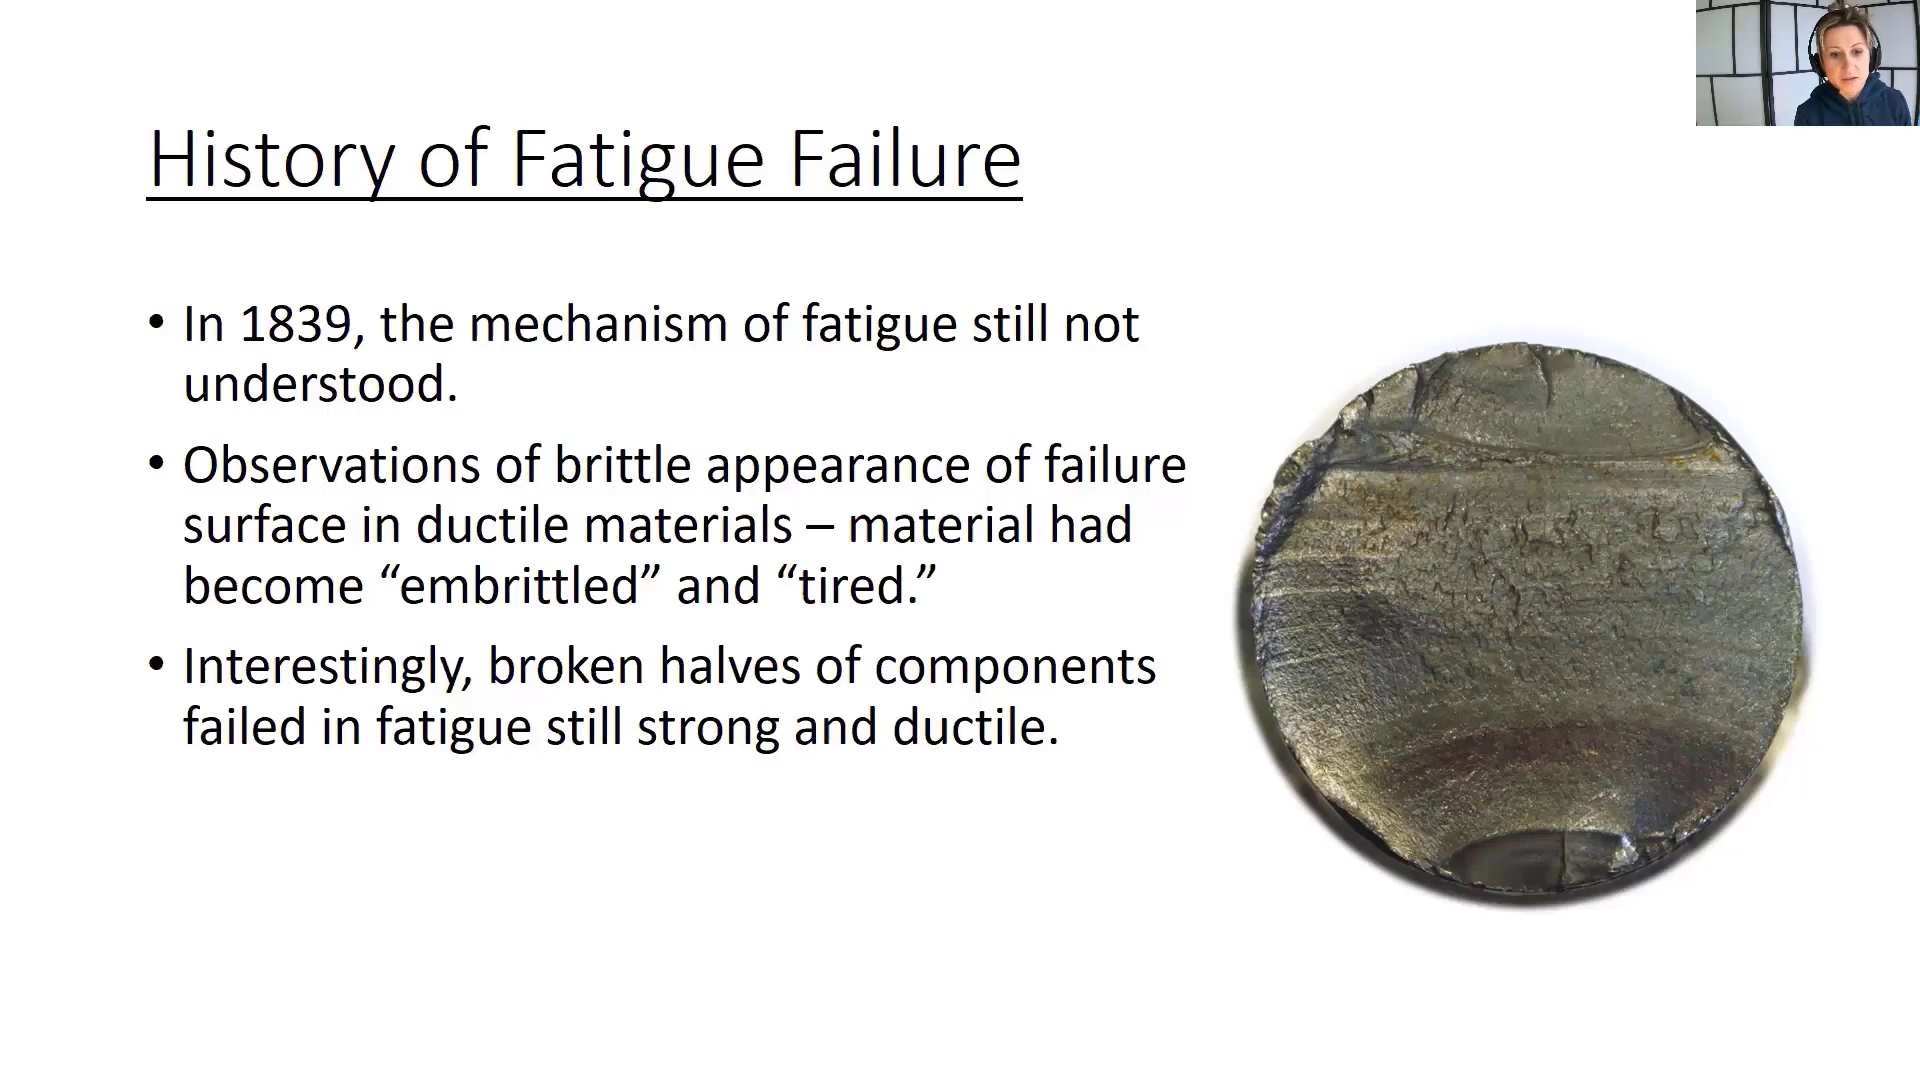 History of Fatigue Failure
• In 1839, the mechanism of fatigue still not
understood.
• Observations of brittle appearance of failure
surface in ductile materials – material had
become “embrittled” and “tired.”
• Interestingly, broken halves of components
failed in fatigue still strong and ductile.